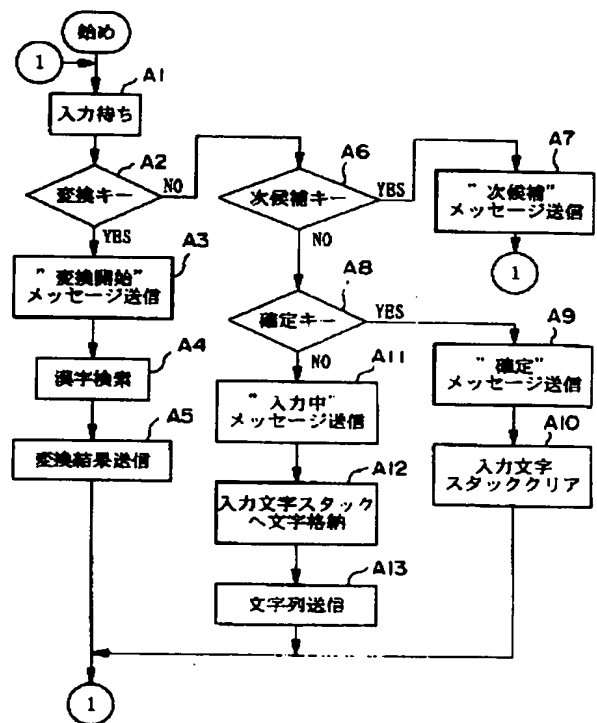 始め
1
A1
入力待ち
A2
変換キー
NO
YES
A3
"変換開始"
メッセージ送信
A4
漢字検索
A5
変換結果送信
A6
次候補キー
YES
NO
A7
"次候補"
メッセージ送信
1
A8
確定キー
YES
NO
A9
"確定"
メッセージ送信
A10
入力文字
スタッククリア
A11
"入力中"
メッセージ送信
A12
入力文字スタック
へ文字格納
A13
文字列送信
1